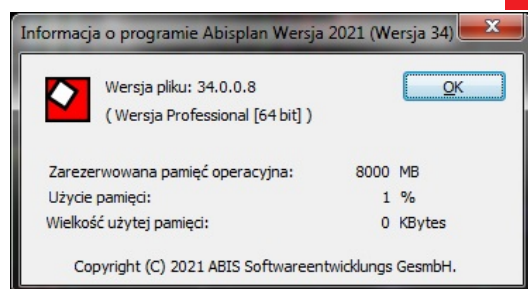 Informacja o programie Abisplan Wersja 2021 (Wersja 34)
Wersja pliku: 34.0.0.8
OK
( Wersja Professional [64 bit] )
Zarezerwowana pamięć operacyjna: 8000 MB
Użycie pamięci: 1 %
Wielkość użytej pamięci: 0 KBytes
Copyright (C) 2021 ABIS Softwareentwicklungs GesmbH.